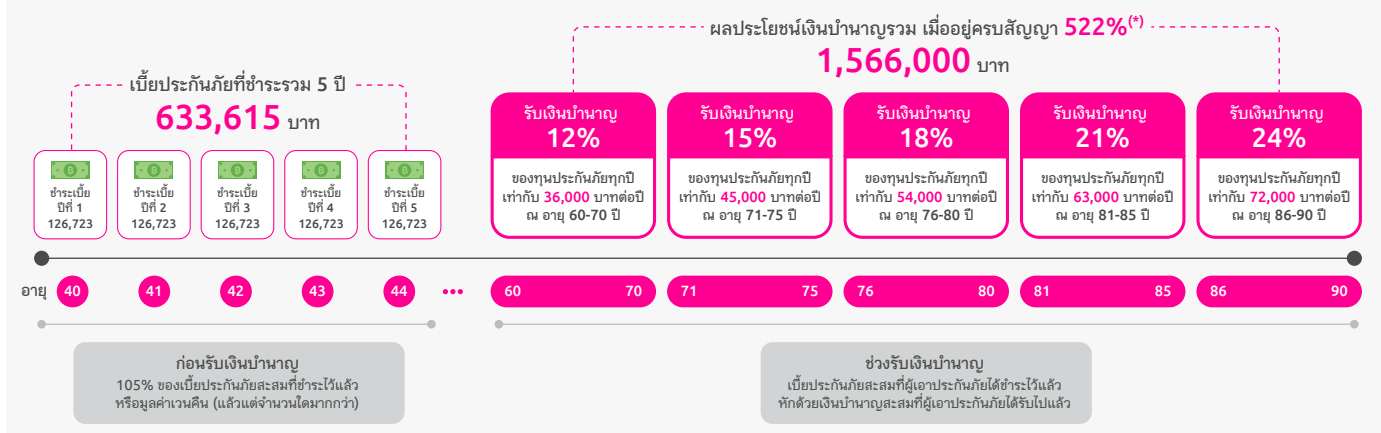 ผลประโยชน์เงินบำนาญรวม เมื่ออยู่ครบสัญญา 522%(*)
1,566,000 บาท
เบี้ยประกันภัยที่ชำระรวม 5 ปี
633,615 บาท
ชำระเบี้ย
ปีที่ 1
126,723
ชำระเบี้ย
ปีที่ 2
126,723
ชำระเบี้ย
ปีที่ 3
126,723
ชำระเบี้ย
ปีที่ 4
126,723
ชำระเบี้ย
ปีที่ 5
126,723
รับเงินบำนาญ
12%
ของทุนประกันภัยทุกปี
เท่ากับ 36,000 บาทต่อปี
ณ อายุ 60-70 ปี
รับเงินบำนาญ
15%
ของทุนประกันภัยทุกปี
เท่ากับ 45,000 บาทต่อปี
ณ อายุ 71-75 ปี
รับเงินบำนาญ
18%
ของทุนประกันภัยทุกปี
เท่ากับ 54,000 บาทต่อปี
ณ อายุ 76-80 ปี
รับเงินบำนาญ
21%
ของทุนประกันภัยทุกปี
เท่ากับ 63,000 บาทต่อปี
ณ อายุ 81-85 ปี
รับเงินบำนาญ
24%
ของทุนประกันภัยทุกปี
เท่ากับ 72,000 บาทต่อปี
ณ อายุ 86-90 ปี
อายุ 40 41 42 43 44 ••• 60 70 71 75 76 80 81 85 86 90
ก่อนรับเงินบำนาญ
105% ของเบี้ยประกันภัยสะสมที่ชำระไว้แล้ว
หรือมูลค่าเวนคืน (แล้วแต่จำนวนใดมากกว่า)
ช่วงรับเงินบำนาญ
เบี้ยประกันภัยสะสมที่ผู้เอาประกันภัยได้ชำระไว้แล้ว
หักด้วยเงินบำนาญสะสมที่ผู้เอาประกันภัยได้รับไปแล้ว